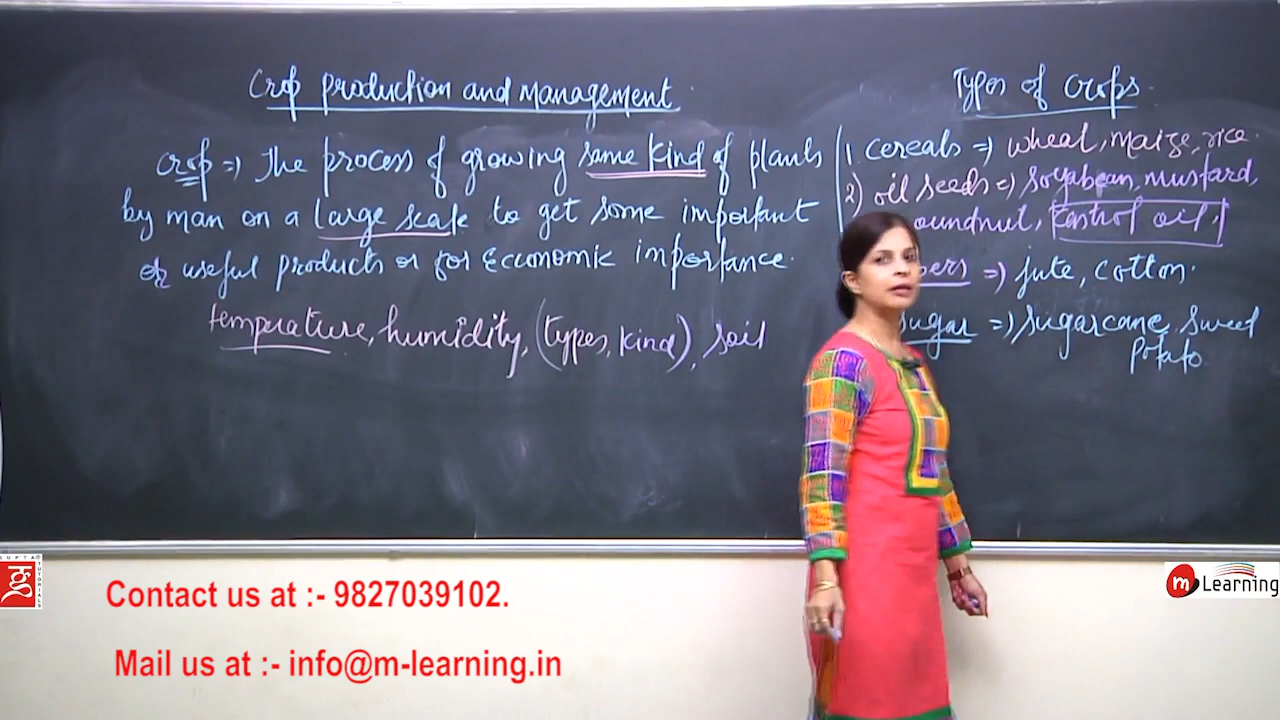 Crop production and management
crop ⇒ The process of growing same kind of plants
by man on a large scale to get some important
or useful products or for Economic importance.
temperature, humidity, (types, kind), soil
Types of crops
1. cereals ⇒ wheat, maize, rice.
2) oil seeds ⇒ soyabean, mustard,
oundnut, oil,
bers ⇒ jute, cotton.
sugar ⇒ sugarcane, sweet
potato.
GUPTA TUTORIALS
m Learning
Contact us at :- 9827039102.
Mail us at :- info@m-learning.in